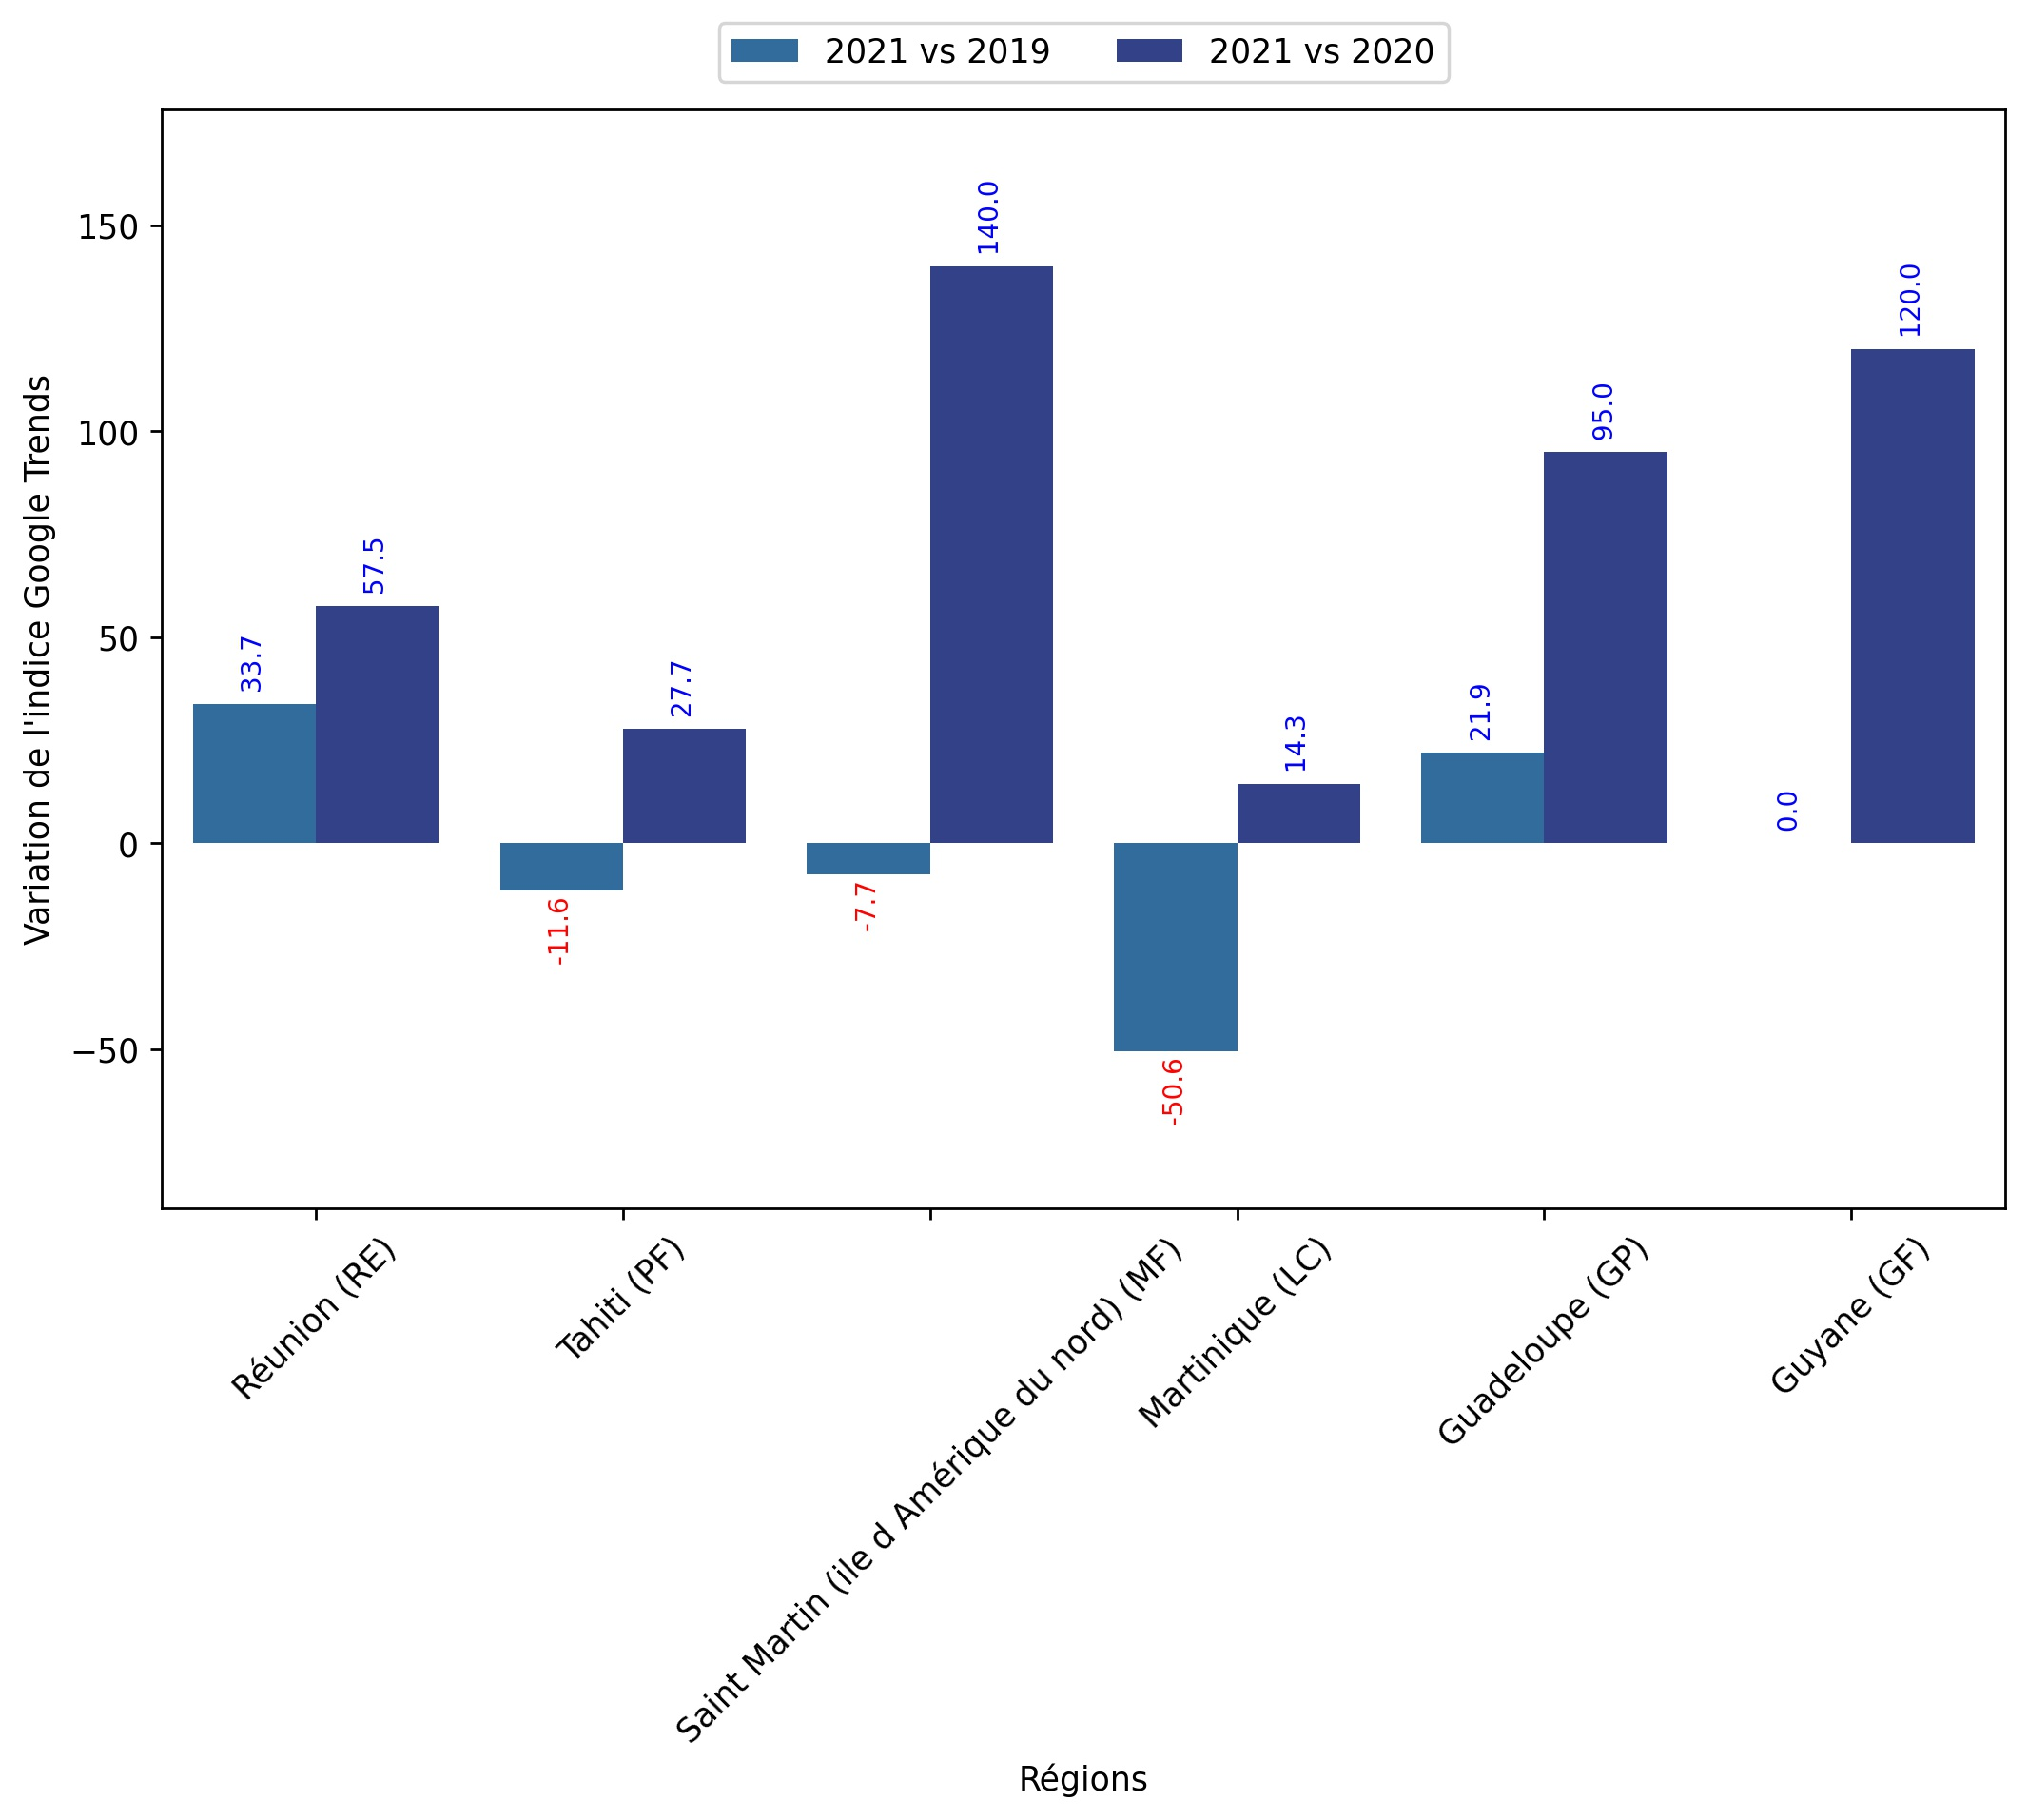 2021 vs 2019
2021 vs 2020
Variation de l'indice Google Trends
150
100
50
0
−50
33.7
57.5
-11.6
27.7
-7.7
140.0
-50.6
14.3
21.9
95.0
0.0
120.0
Réunion (RE)
Tahiti (PF)
Saint Martin (ile d Amérique du nord) (MF)
Martinique (LC)
Guadeloupe (GP)
Guyane (GF)
Régions